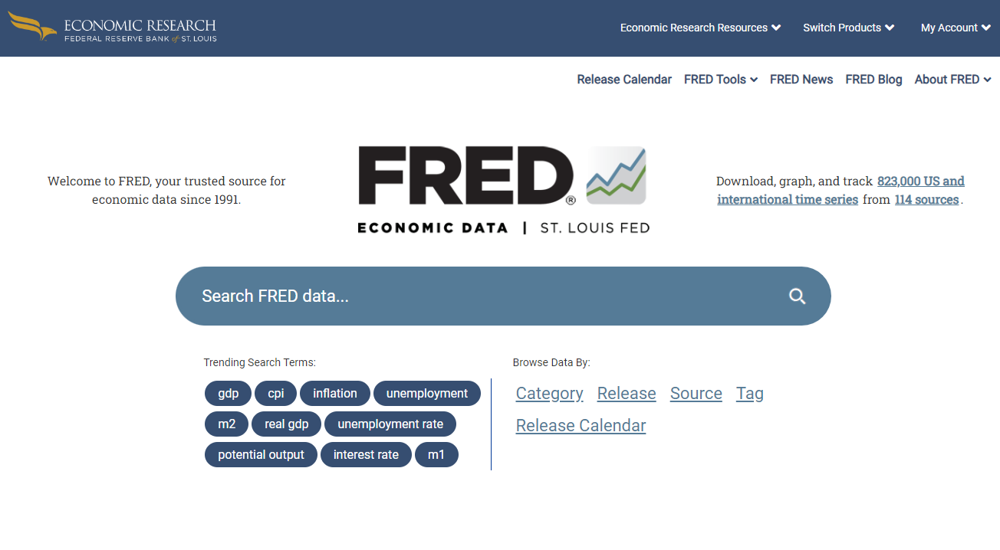 ECONOMIC RESEARCH
FEDERAL RESERVE BANK of ST. LOUIS
Economic Research Resources
Switch Products
My Account
Release Calendar
FRED Tools
FRED News
FRED Blog
About FRED
Welcome to FRED, your trusted source for
economic data since 1991.
FRED®
ECONOMIC DATA | ST. LOUIS FED
Download, graph, and track 823,000 US and
international time series from 114 sources.
Search FRED data...
Trending Search Terms:
gdp cpi inflation unemployment
m2 real gdp unemployment rate
potential output interest rate m1
Browse Data By:
Category Release Source Tag
Release Calendar